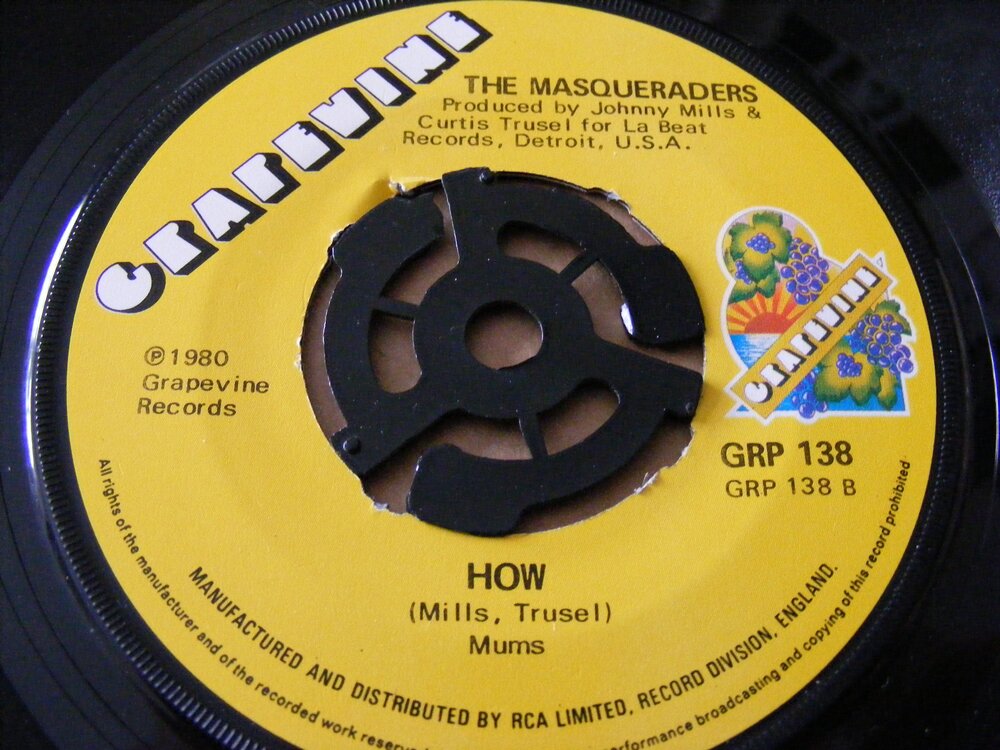 GRAPEVINE
THE MASQUERADERS
Produced by Johnny Mills &
Curtis Trusel for La Beat
Records, Detroit, U.S.A.
GRAPEVINE
℗1980
Grapevine
Records
GRP 138
GRP 138 B
HOW
(Mills, Trusel)
Mums
MANUFACTURED AND DISTRIBUTED BY RCA LIMITED, RECORD DIVISION, ENGLAND.
All rights of the manufacturer and of the recorded work reserved performance broadcasting and copying of this record prohibited